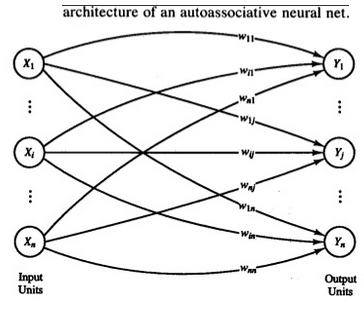 architecture of an autoassociative neural net.
w11
X1
Y1
wi1
wn1
w1j
Xi
wij
Yj
wnj
w1n
win
Xn
Yn
wnn
Input
Units
Output
Units